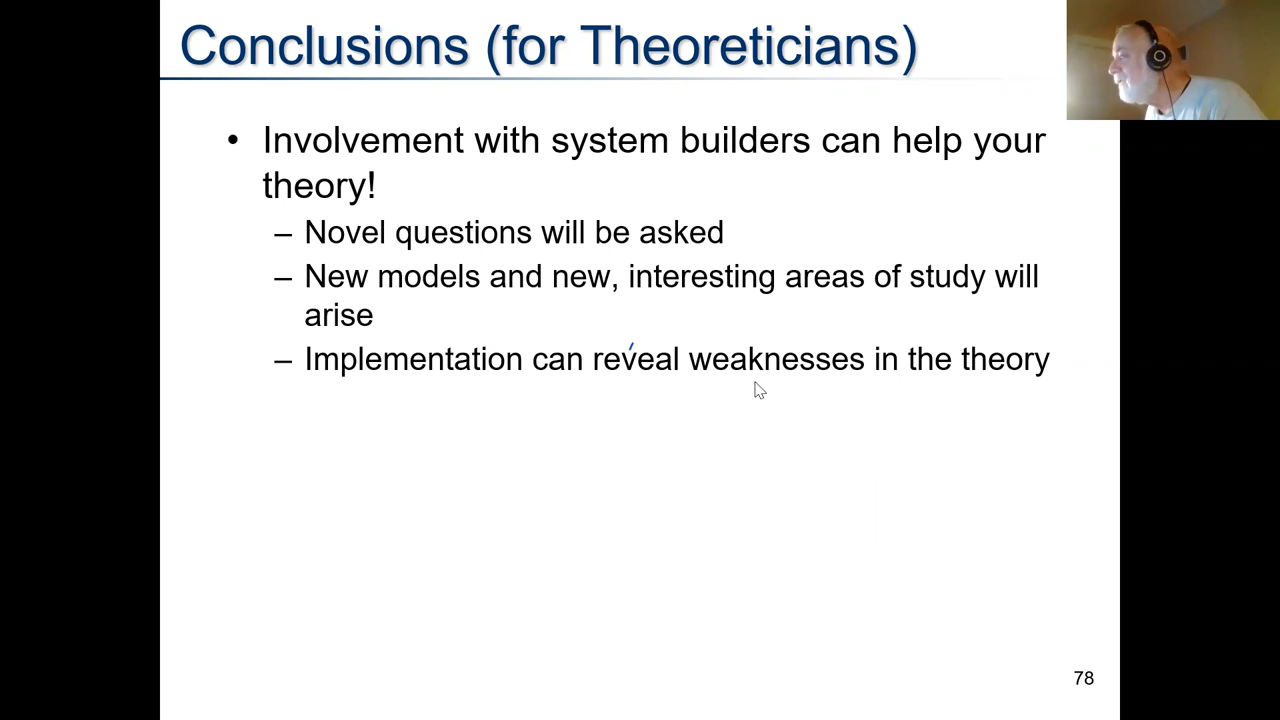 Conclusions (for Theoreticians)
• Involvement with system builders can help your
theory!
– Novel questions will be asked
– New models and new, interesting areas of study will
arise
– Implementation can reveal weaknesses in the theory
78